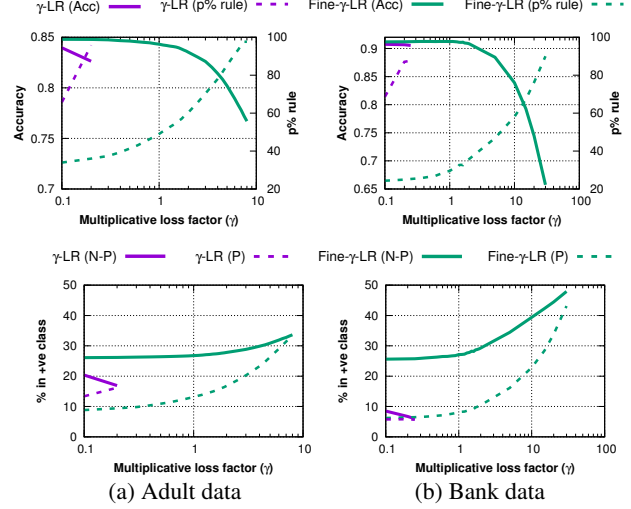 γ-LR (Acc) γ-LR (p% rule) Fine-γ-LR (Acc) Fine-γ-LR (p% rule)
0.85 0.8 0.75 0.7
Accuracy
100 80 60 40 20
p% rule
0.1 1 10
Multiplicative loss factor (γ)
0.9 0.85 0.8 0.75 0.7 0.65
Accuracy
100 80 60 40 20
p% rule
0.1 1 10 100
Multiplicative loss factor (γ)
γ-LR (N-P) γ-LR (P) Fine-γ-LR (N-P) Fine-γ-LR (P)
50 40 30 20 10 0
% in +ve class
0.1 1 10
Multiplicative loss factor (γ)
50 40 30 20 10 0
% in +ve class
0.1 1 10 100
Multiplicative loss factor (γ)
(a) Adult data (b) Bank data